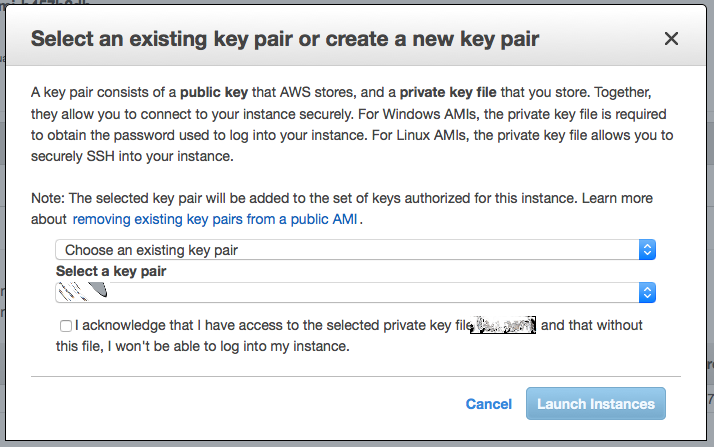 Select an existing key pair or create a new key pair
A key pair consists of a public key that AWS stores, and a private key file that you store. Together,
they allow you to connect to your instance securely. For Windows AMIs, the private key file is required
to obtain the password used to log into your instance. For Linux AMIs, the private key file allows you to
securely SSH into your instance.
Note: The selected key pair will be added to the set of keys authorized for this instance. Learn more
about removing existing key pairs from a public AMI.
Choose an existing key pair
Select a key pair
I acknowledge that I have access to the selected private key file and that without
this file, I won't be able to log into my instance.
Cancel Launch Instances